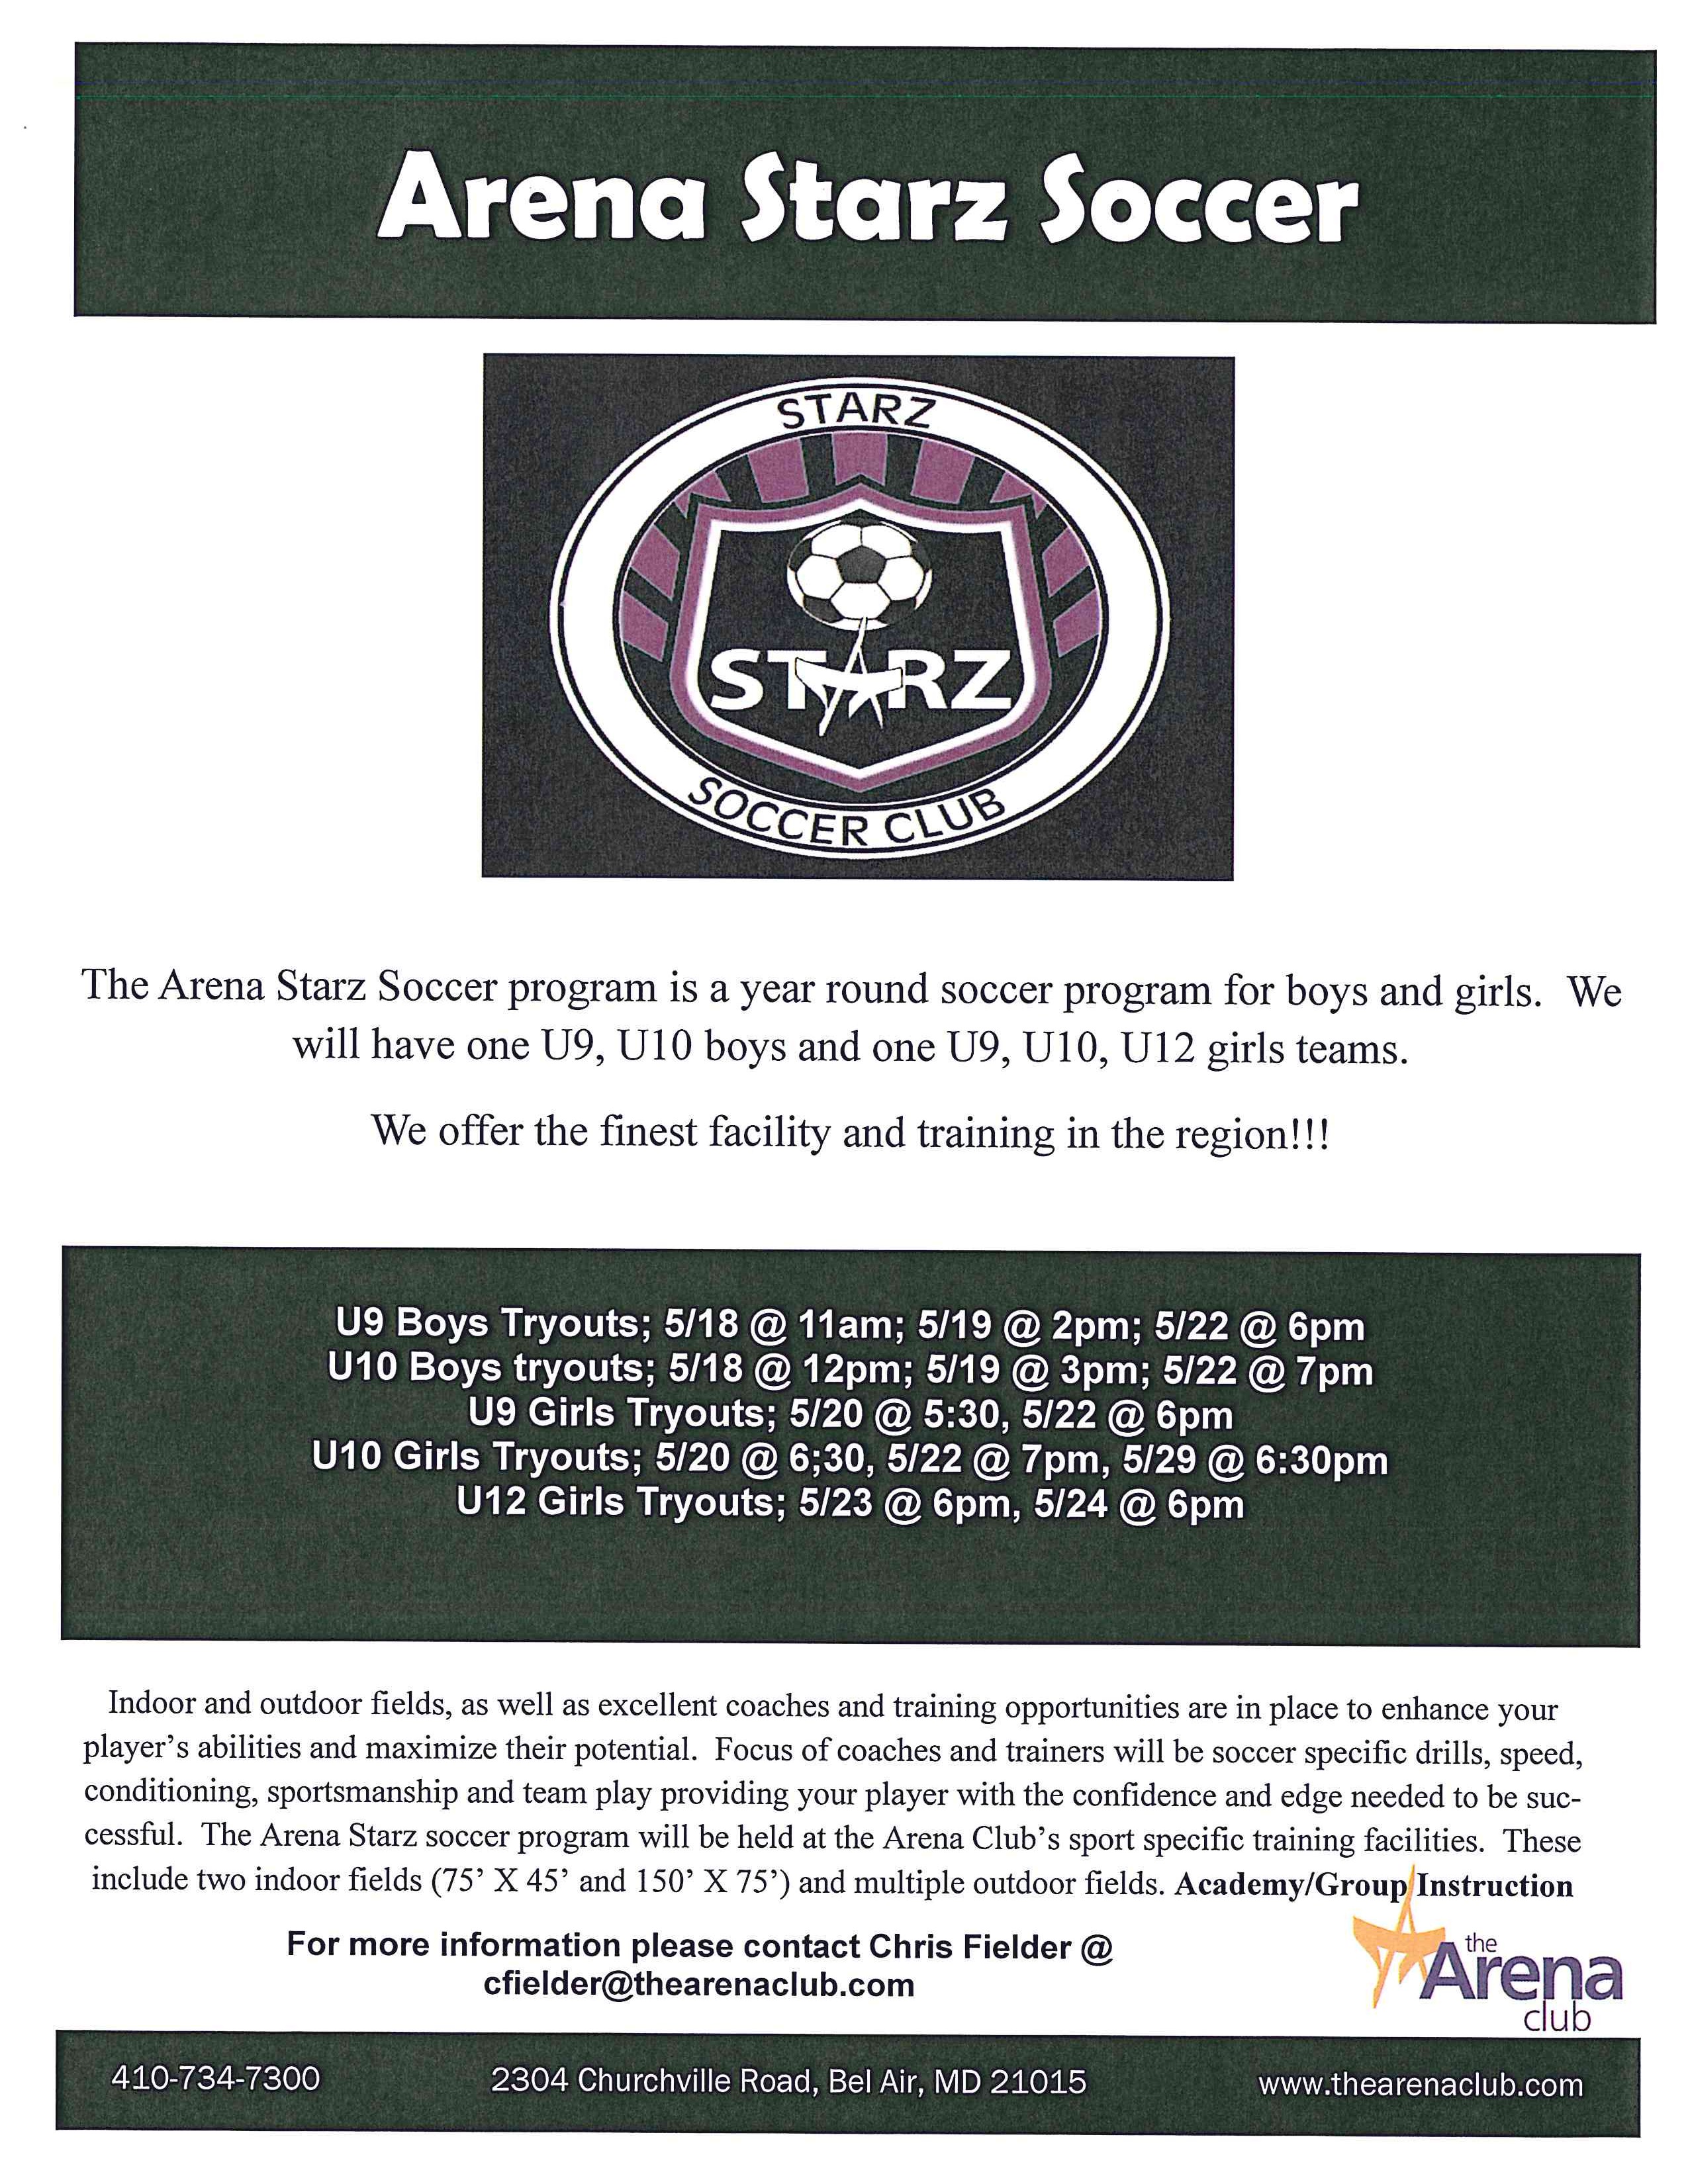 Arena Starz Soccer
STARZ
STARZ
SOCCER CLUB
The Arena Starz Soccer program is a year round soccer program for boys and girls.  We
will have one U9, U10 boys and one U9, U10, U12 girls teams.
We offer the finest facility and training in the region!!!
U9 Boys Tryouts; 5/18 @ 11am; 5/19 @ 2pm; 5/22 @ 6pm
U10 Boys tryouts; 5/18 @ 12pm; 5/19 @ 3pm; 5/22 @ 7pm
U9 Girls Tryouts; 5/20 @ 5:30, 5/22 @ 6pm
U10 Girls Tryouts; 5/20 @ 6;30, 5/22 @ 7pm, 5/29 @ 6:30pm
U12 Girls Tryouts; 5/23 @ 6pm, 5/24 @ 6pm
Indoor and outdoor fields, as well as excellent coaches and training opportunities are in place to enhance your
player’s abilities and maximize their potential.  Focus of coaches and trainers will be soccer specific drills, speed,
conditioning, sportsmanship and team play providing your player with the confidence and edge needed to be suc-
cessful.  The Arena Starz soccer program will be held at the Arena Club’s sport specific training facilities.  These
include two indoor fields (75’ X 45’ and 150’ X 75’) and multiple outdoor fields. Academy/Group Instruction
For more information please contact Chris Fielder @
cfielder@thearenaclub.com
the
Arena
club
410-734-7300 2304 Churchville Road, Bel Air, MD 21015 www.thearenaclub.com